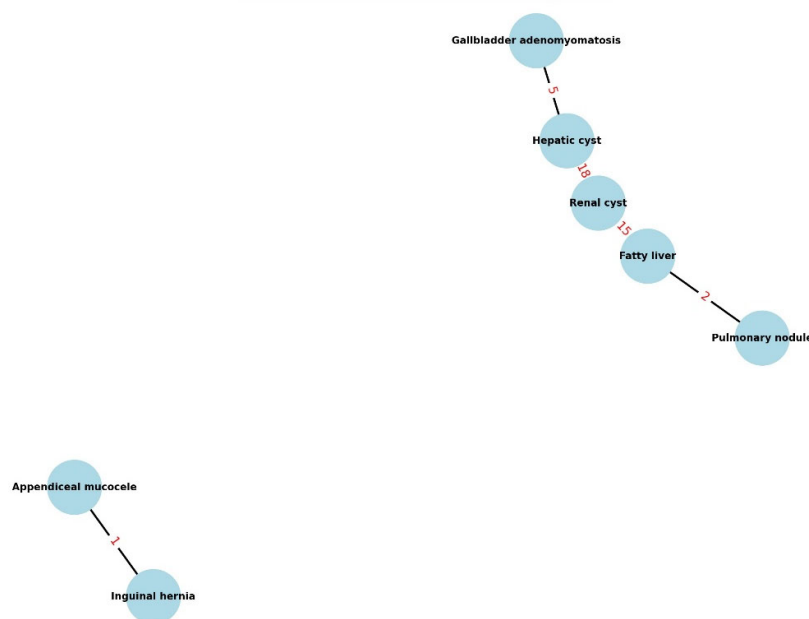 Gallbladder adenomyomatosis
5
Hepatic cyst
18
Renal cyst
15
Fatty liver
2
Pulmonary nodule
Appendiceal mucocele
1
Inguinal hernia